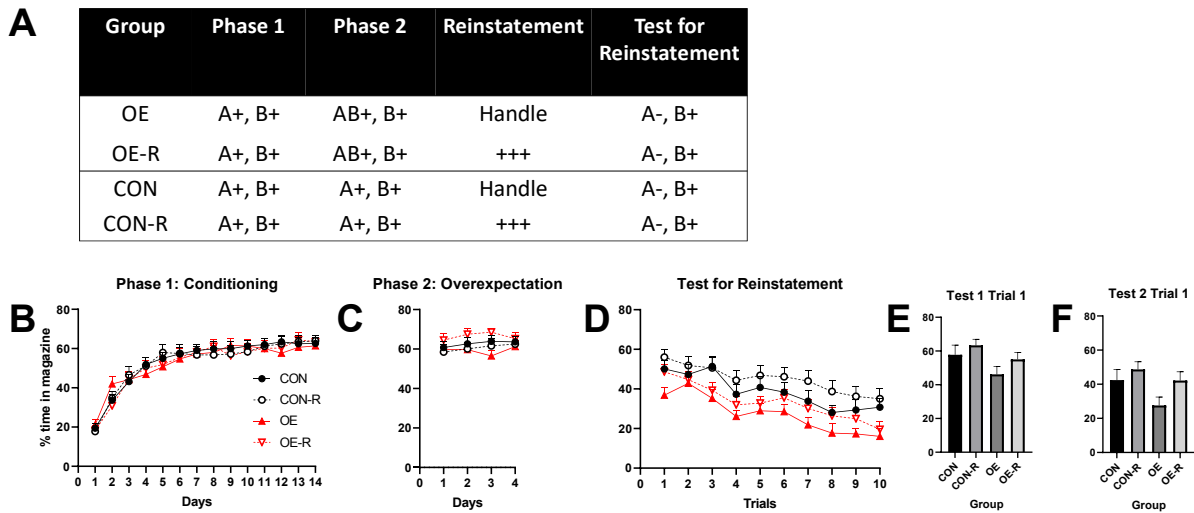 A
Group Phase 1 Phase 2 Reinstatement Test for
Reinstatement
OE A+, B+ AB+, B+ Handle A-, B+
OE-R A+, B+ AB+, B+ +++ A-, B+
CON A+, B+ A+, B+ Handle A-, B+
CON-R A+, B+ A+, B+ +++ A-, B+
B
Phase 1: Conditioning
% time in magazine
80
60
40
20
0
0 1 2 3 4 5 6 7 8 9 10 11 12 13 14
Days
CON
CON-R
OE
OE-R
C
Phase 2: Overexpectation
80
60
40
20
0
0 1 2 3 4
Days
D
Test for Reinstatement
80
60
40
20
0
0 1 2 3 4 5 6 7 8 9 10
Trials
E
Test 1 Trial 1
80
60
40
20
0
CON CON-R OE OE-R
Group
F
Test 2 Trial 1
80
60
40
20
0
CON CON-R OE OE-R
Group